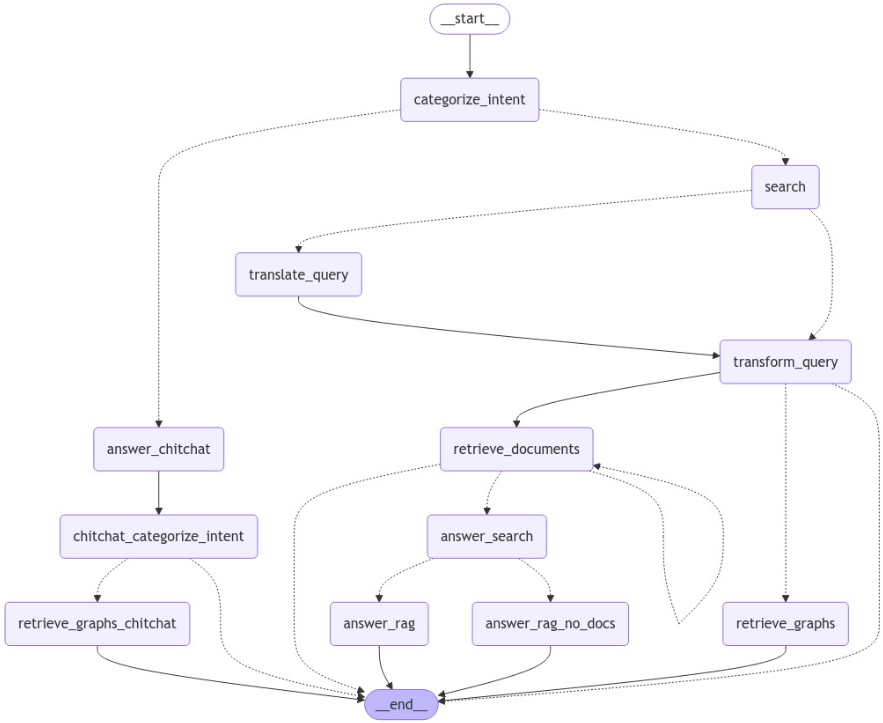 __start__
categorize_intent
search
translate_query
transform_query
answer_chitchat
retrieve_documents
chitchat_categorize_intent
answer_search
retrieve_graphs_chitchat
answer_rag
answer_rag_no_docs
retrieve_graphs
__end__